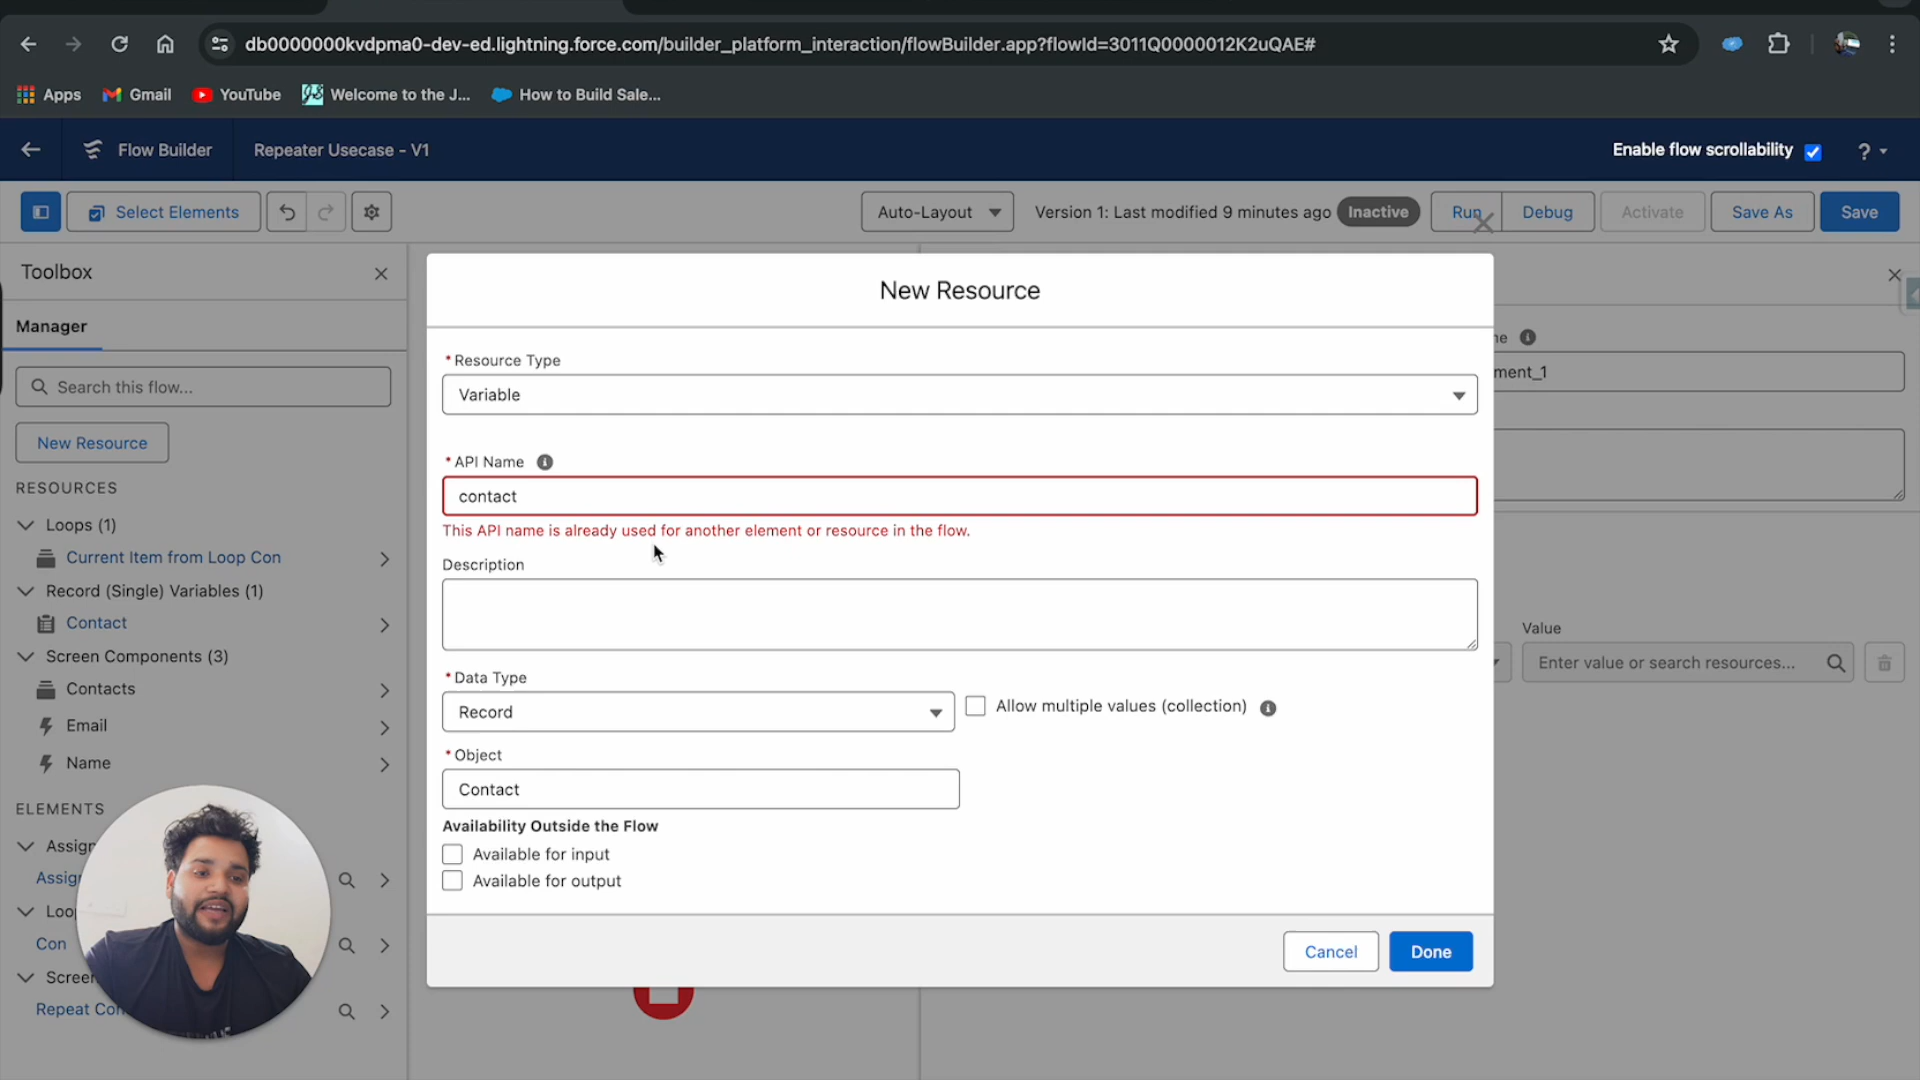 db0000000kvdpma0-dev-ed.lightning.force.com/builder_platform_interaction/flowBuilder.app?flowId=3011Q0000012K2uQAE#
Apps Gmail YouTube Welcome to the J... How to Build Sale...
Flow Builder Repeater Usecase - V1 Enable flow scrollability ?
Select Elements Auto-Layout Version 1: Last modified 9 minutes ago Inactive Run Debug Activate Save As Save
Toolbox
Manager
Search this flow...
New Resource
RESOURCES
Loops (1)
Current Item from Loop Con
Record (Single) Variables (1)
Contact
Screen Components (3)
Contacts
Email
Name
ELEMENTS
Assign
Assign
Loo
Con
Screen
Repeat Con
New Resource
* Resource Type
Variable
* API Name
contact
This API name is already used for another element or resource in the flow.
Description
* Data Type
Record
Allow multiple values (collection)
* Object
Contact
Availability Outside the Flow
Available for input
Available for output
Cancel Done
ment_1
Value
Enter value or search resources...